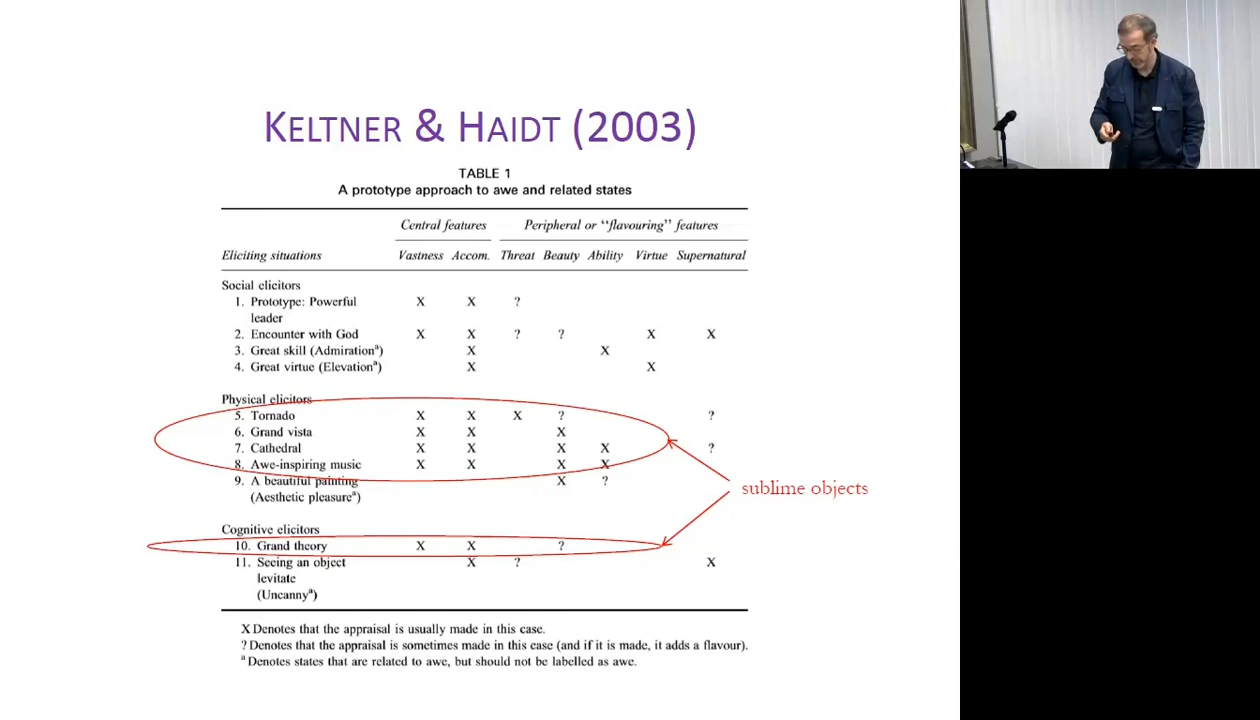 KELTNER & HAIDT (2003)
TABLE 1
A prototype approach to awe and related states
Central features Peripheral or "flavouring" features
Eliciting situations Vastness Accom. Threat Beauty Ability Virtue Supernatural
Social elicitors
1. Prototype: Powerful X X ?
leader
2. Encounter with God X X ? ? X X
3. Great skill (Admirationᵃ) X X
4. Great virtue (Elevationᵃ) X X
Physical elicitors
5. Tornado X X X ? ?
6. Grand vista X X X
7. Cathedral X X X X ?
8. Awe-inspiring music X X X X
9. A beautiful painting X ?
(Aesthetic pleasureᵃ)
sublime objects
Cognitive elicitors
10. Grand theory X X ?
11. Seeing an object X ? X
levitate
(Uncannyᵃ)
X Denotes that the appraisal is usually made in this case.
? Denotes that the appraisal is sometimes made in this case (and if it is made, it adds a flavour).
ᵃ Denotes states that are related to awe, but should not be labelled as awe.